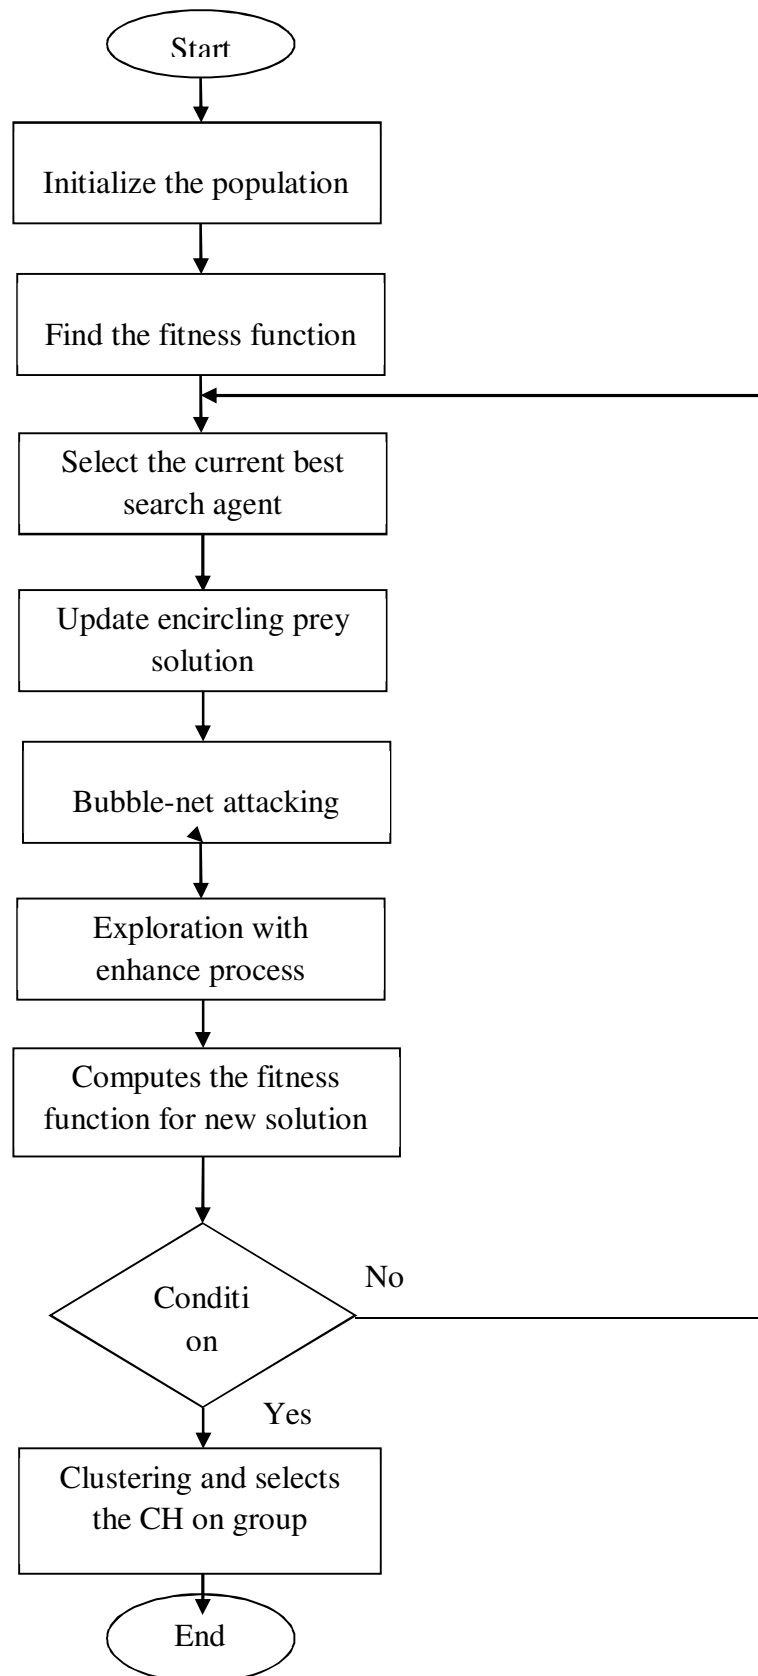 Start
Initialize the population
Find the fitness function
Select the current best
search agent
Update encircling prey
solution
Bubble-net attacking
Exploration with
enhance process
Computes the fitness
function for new solution
No
Conditi
on
Yes
Clustering and selects
the CH on group
End